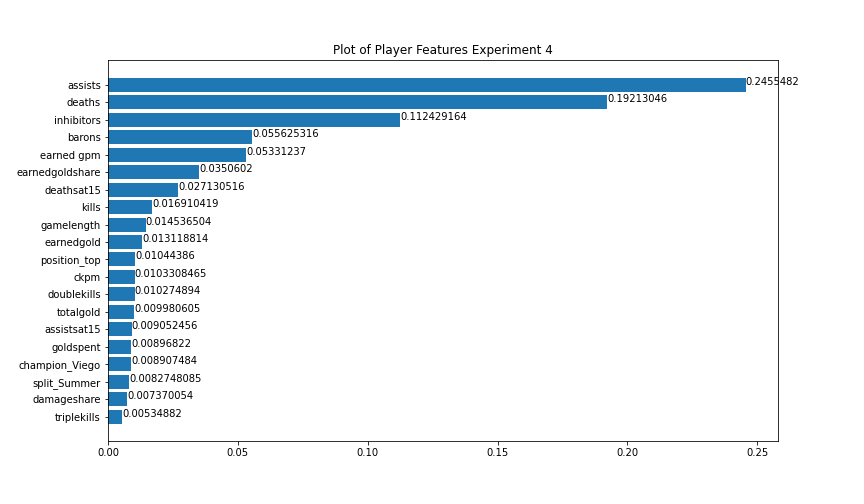 Plot of Player Features Experiment 4
assists 0.2455482
deaths 0.19213046
inhibitors 0.112429164
barons 0.055625316
earned gpm 0.05331237
earnedgoldshare 0.0350602
deathsat15 0.027130516
kills 0.016910419
gamelength 0.014536504
earnedgold 0.013118814
position_top 0.01044386
ckpm 0.0103308465
doublekills 0.010274894
totalgold 0.009980605
assistsat15 0.009052456
goldspent 0.00896822
champion_Viego 0.008907484
split_Summer 0.0082748085
damageshare 0.007370054
triplekills 0.00534882
0.00 0.05 0.10 0.15 0.20 0.25